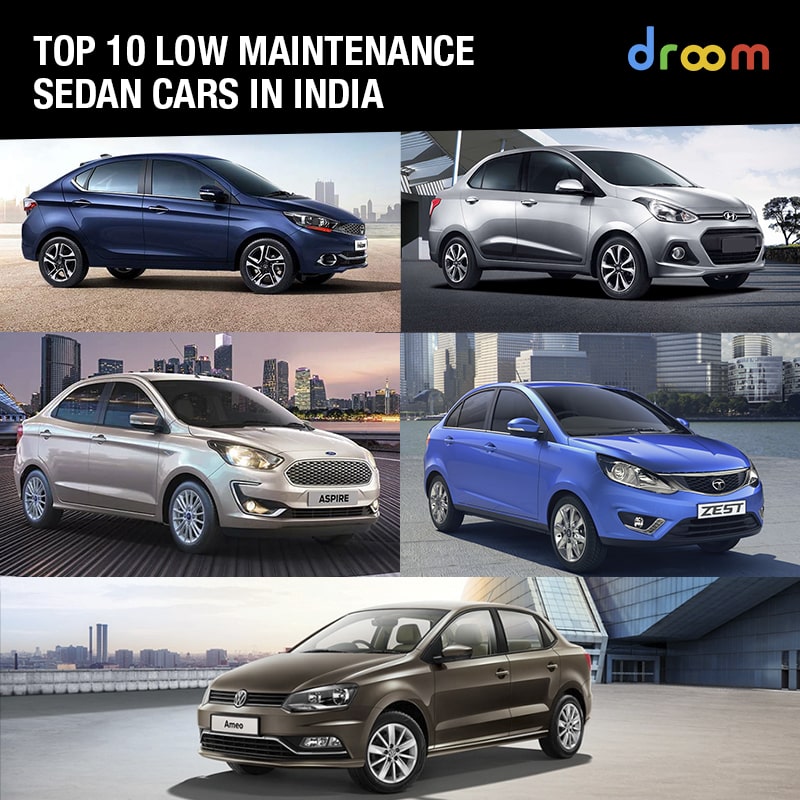 TOP 10 LOW MAINTENANCE
SEDAN CARS IN INDIA
droom
ASPIRE
ZEST
Ameo